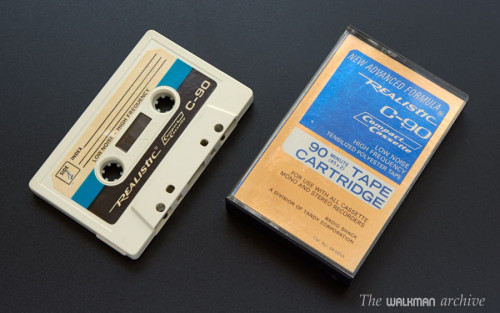 INDEX
LOW NOISE - HIGH FREQUENCY
REALISTIC
C-90
Compact
Cassette
NEW ADVANCED FORMULA
REALISTIC
C-90
Compact
Cassette
LOW NOISE
HIGH FREQUENCY
TENSILIZED POLYESTER TAPE
90 MINUTE TAPE
(45 x 2)
CARTRIDGE
FOR USE WITH ALL CASSETTE
MONO AND STEREO RECORDERS
RADIO SHACK
A DIVISION OF TANDY CORPORATION
The WALKMAN archive